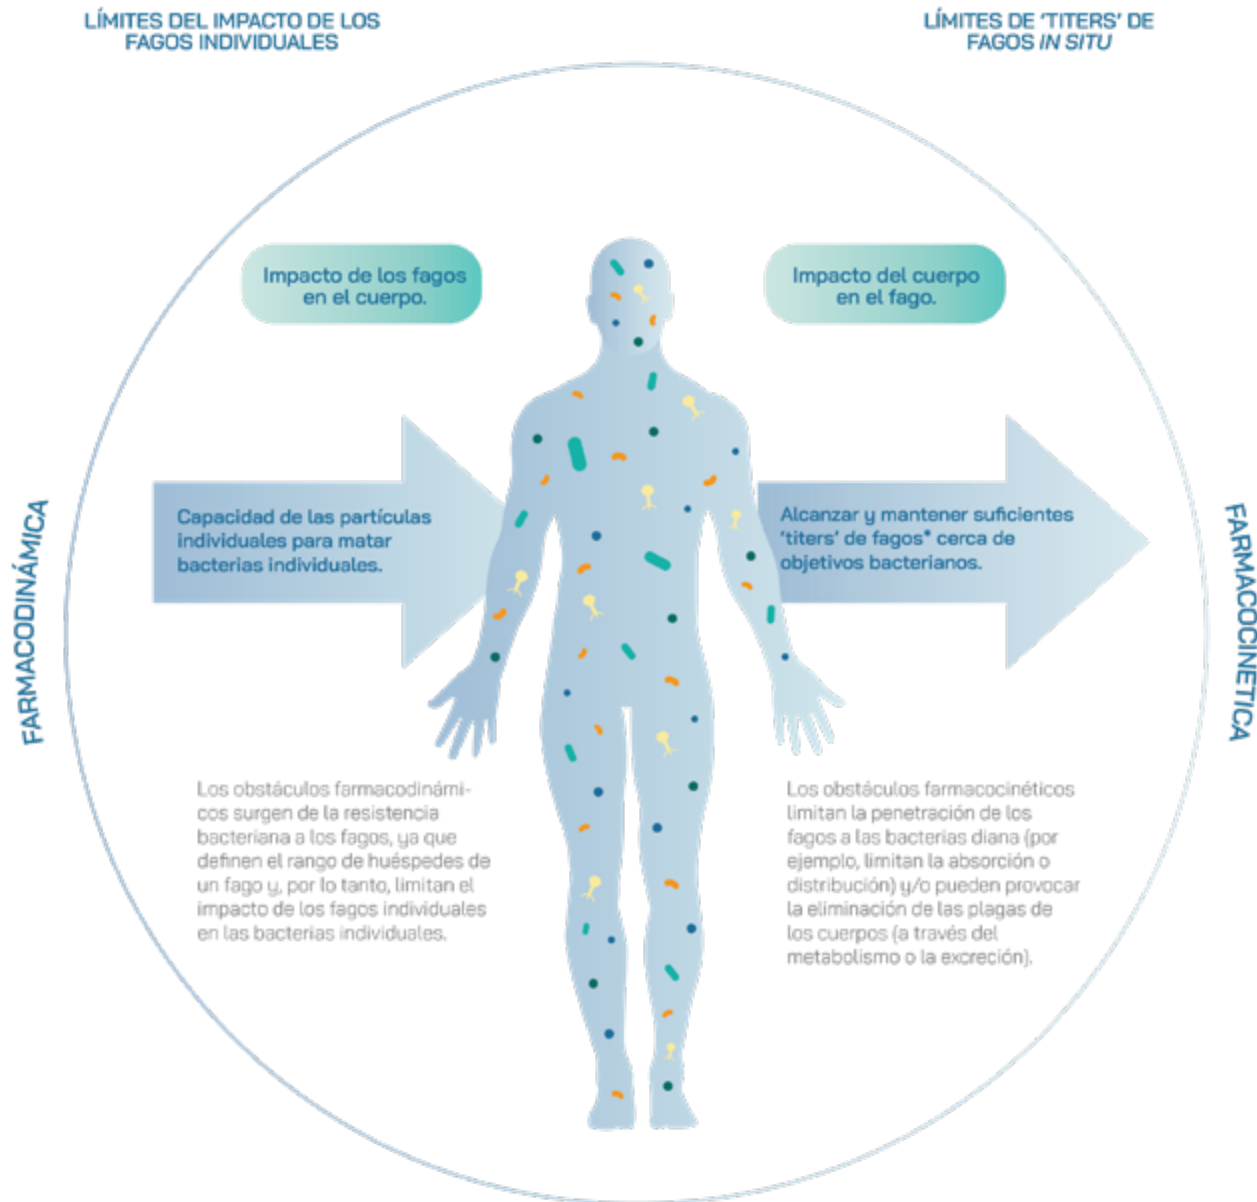 LÍMITES DEL IMPACTO DE LOS
FAGOS INDIVIDUALES
LÍMITES DE 'TITERS' DE
FAGOS IN SITU
Impacto de los fagos
en el cuerpo.
Impacto del cuerpo
en el fago.
FARMACODINÁMICA
Capacidad de las partículas
individuales para matar
bacterias individuales.
Alcanzar y mantener suficientes
'titers' de fagos* cerca de
objetivos bacterianos.
FARMACOCINÉTICA
Los obstáculos farmacodinámi-
cos surgen de la resistencia
bacteriana a los fagos, ya que
definen el rango de huéspedes de
un fago y, por lo tanto, limitan el
impacto de los fagos individuales
en las bacterias individuales.
Los obstáculos farmacocinéticos
limitan la penetración de los
fagos a las bacterias diana (por
ejemplo, limitan la absorción o
distribución) y/o pueden provocar
la eliminación de las plagas de
los cuerpos (a través del
metabolismo o la excreción).